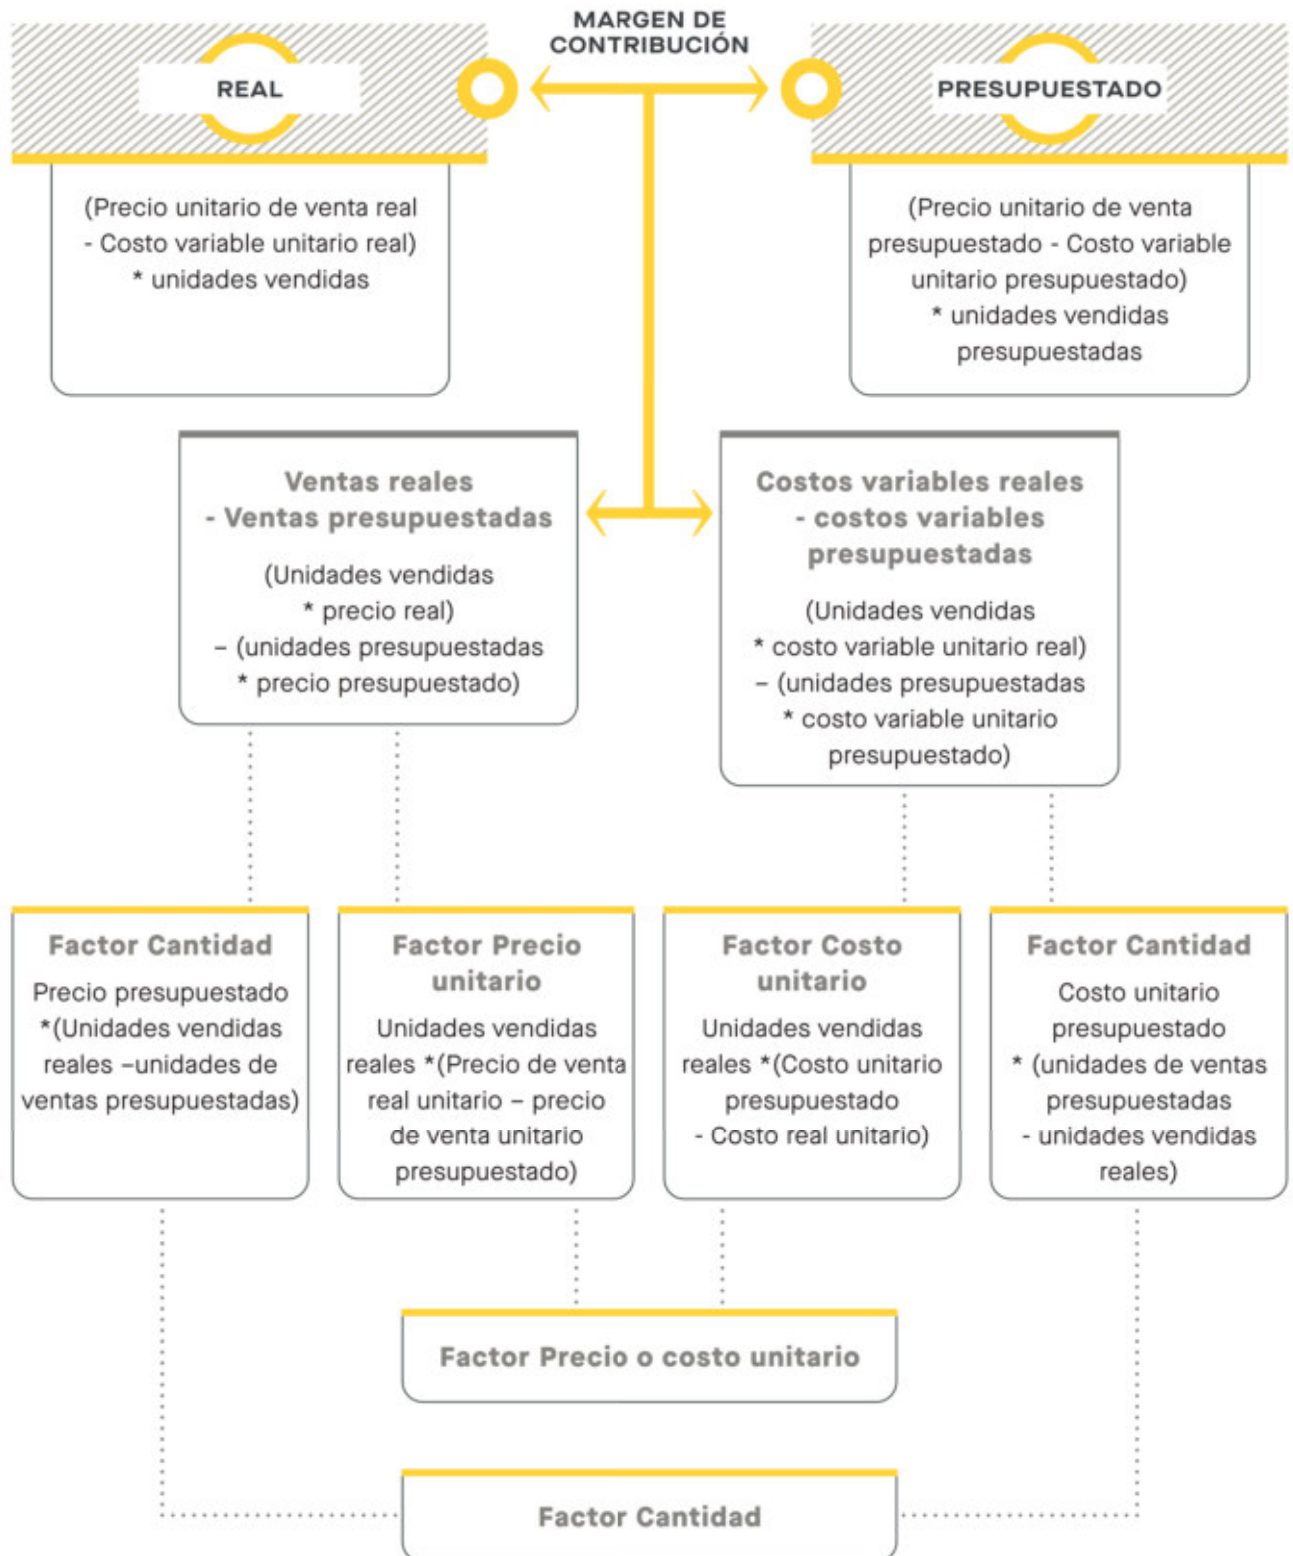 MARGEN DE
CONTRIBUCIÓN
REAL
PRESUPUESTADO
(Precio unitario de venta real
- Costo variable unitario real)
* unidades vendidas
(Precio unitario de venta
presupuestado - Costo variable
unitario presupuestado)
* unidades vendidas
presupuestadas
Ventas reales
- Ventas presupuestadas
(Unidades vendidas
* precio real)
– (unidades presupuestadas
* precio presupuestado)
Costos variables reales
- costos variables
presupuestadas
(Unidades vendidas
* costo variable unitario real)
– (unidades presupuestadas
* costo variable unitario
presupuestado)
Factor Cantidad
Precio presupuestado
*(Unidades vendidas
reales –unidades de
ventas presupuestadas)
Factor Precio
unitario
Unidades vendidas
reales *(Precio de venta
real unitario – precio
de venta unitario
presupuestado)
Factor Costo
unitario
Unidades vendidas
reales *(Costo unitario
presupuestado
- Costo real unitario)
Factor Cantidad
Costo unitario
presupuestado
* (unidades de ventas
presupuestadas
- unidades vendidas
reales)
Factor Precio o costo unitario
Factor Cantidad